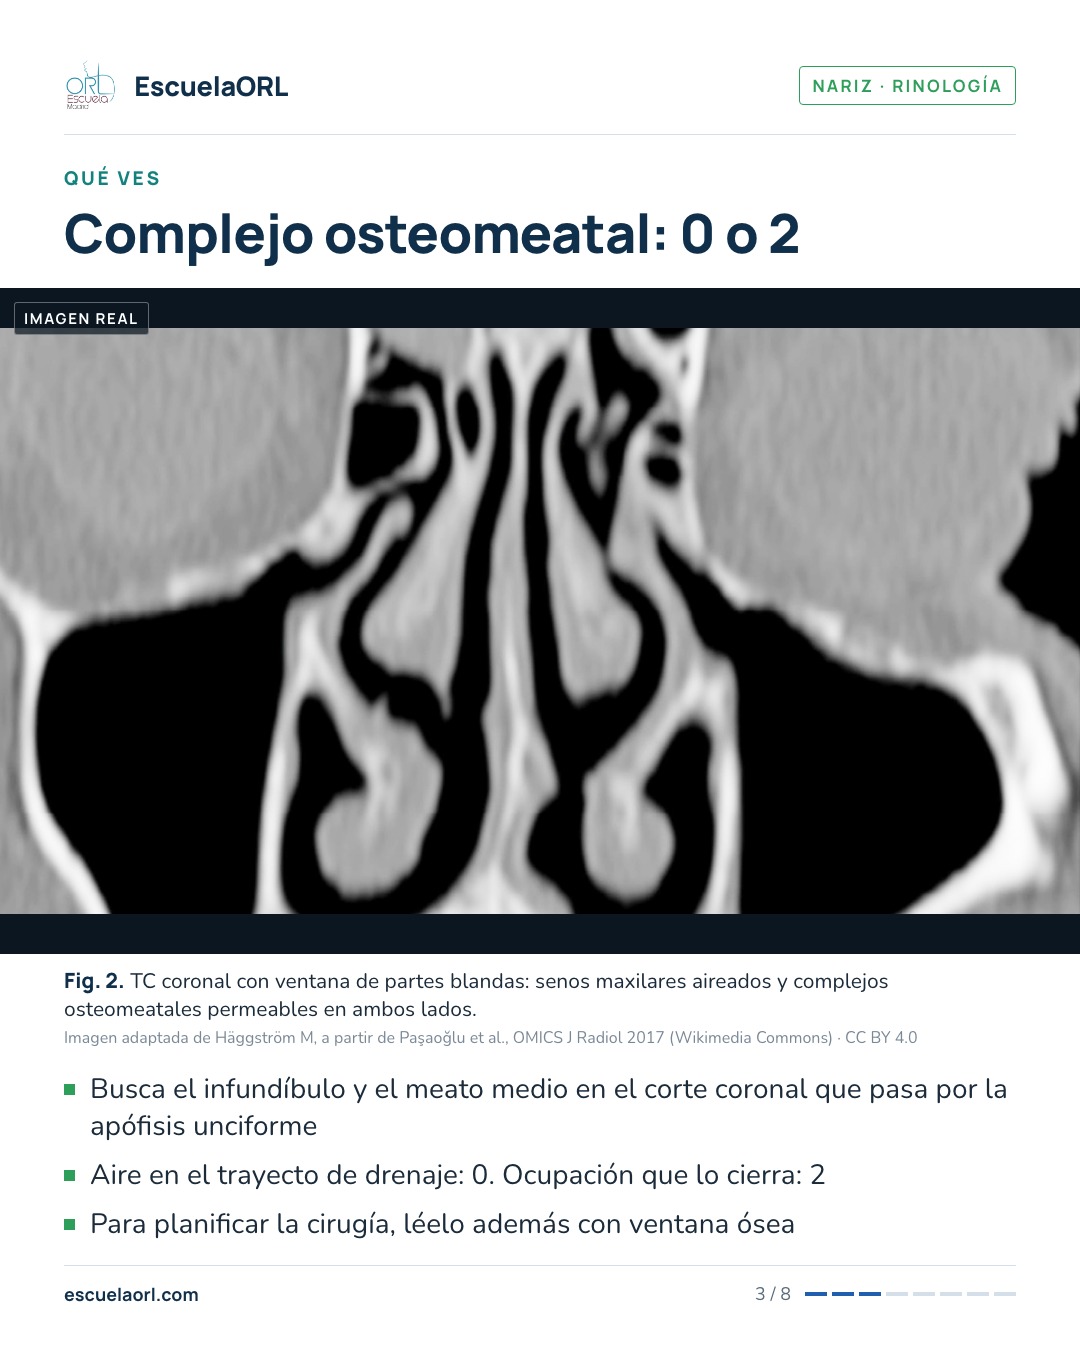 ORL
Escuela
Madrid
EscuelaORL
NARIZ · RINOLOGÍA
QUÉ VES
Complejo osteomeatal: 0 o 2
IMAGEN REAL
Fig. 2. TC coronal con ventana de partes blandas: senos maxilares aireados y complejos
osteomeatales permeables en ambos lados.
Imagen adaptada de Häggström M, a partir de Paşaoğlu et al., OMICS J Radiol 2017 (Wikimedia Commons) · CC BY 4.0
Busca el infundíbulo y el meato medio en el corte coronal que pasa por la
apófisis unciforme
Aire en el trayecto de drenaje: 0. Ocupación que lo cierra: 2
Para planificar la cirugía, léelo además con ventana ósea
escuelaorl.com
3 / 8